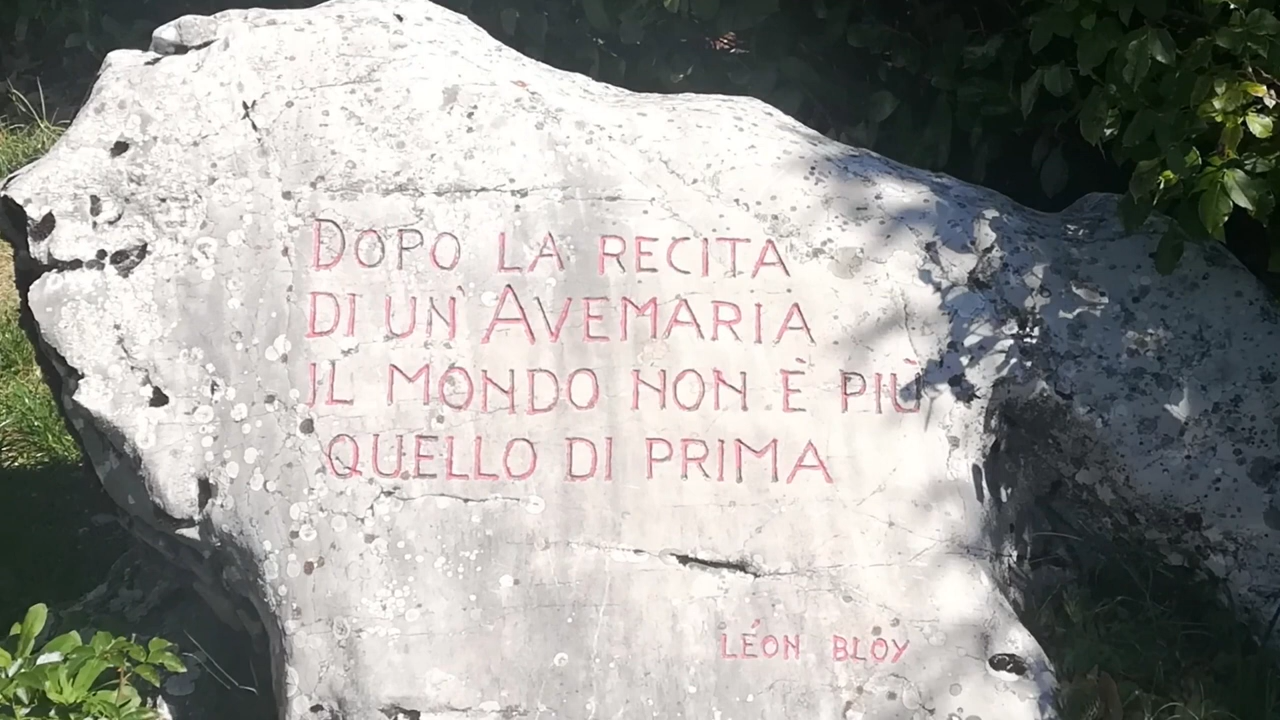 DOPO LA RECITA
DI UN' AVEMARIA
IL MONDO NON È PIÙ
QUELLO DI PRIMA
LÉON BLOY